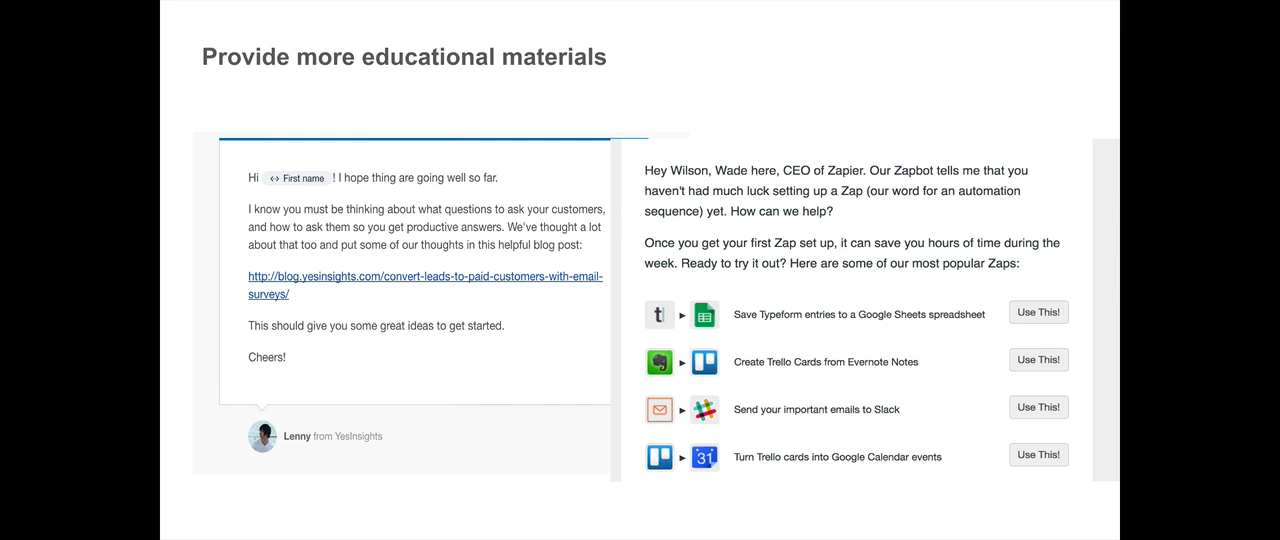 Provide more educational materials
Hi First name ! I hope thing are going well so far.
I know you must be thinking about what questions to ask your customers,
and how to ask them so you get productive answers. We've thought a lot
about that too and put some of our thoughts in this helpful blog post:
http://blog.yesinsights.com/convert-leads-to-paid-customers-with-email-
surveys/
This should give you some great ideas to get started.
Cheers!
Lenny from YesInsights
Hey Wilson, Wade here, CEO of Zapier. Our Zapbot tells me that you
haven't had much luck setting up a Zap (our word for an automation
sequence) yet. How can we help?
Once you get your first Zap set up, it can save you hours of time during the
week. Ready to try it out? Here are some of our most popular Zaps:
t Save Typeform entries to a Google Sheets spreadsheet Use This!
Create Trello Cards from Evernote Notes Use This!
Send your important emails to Slack Use This!
31 Turn Trello cards into Google Calendar events Use This!